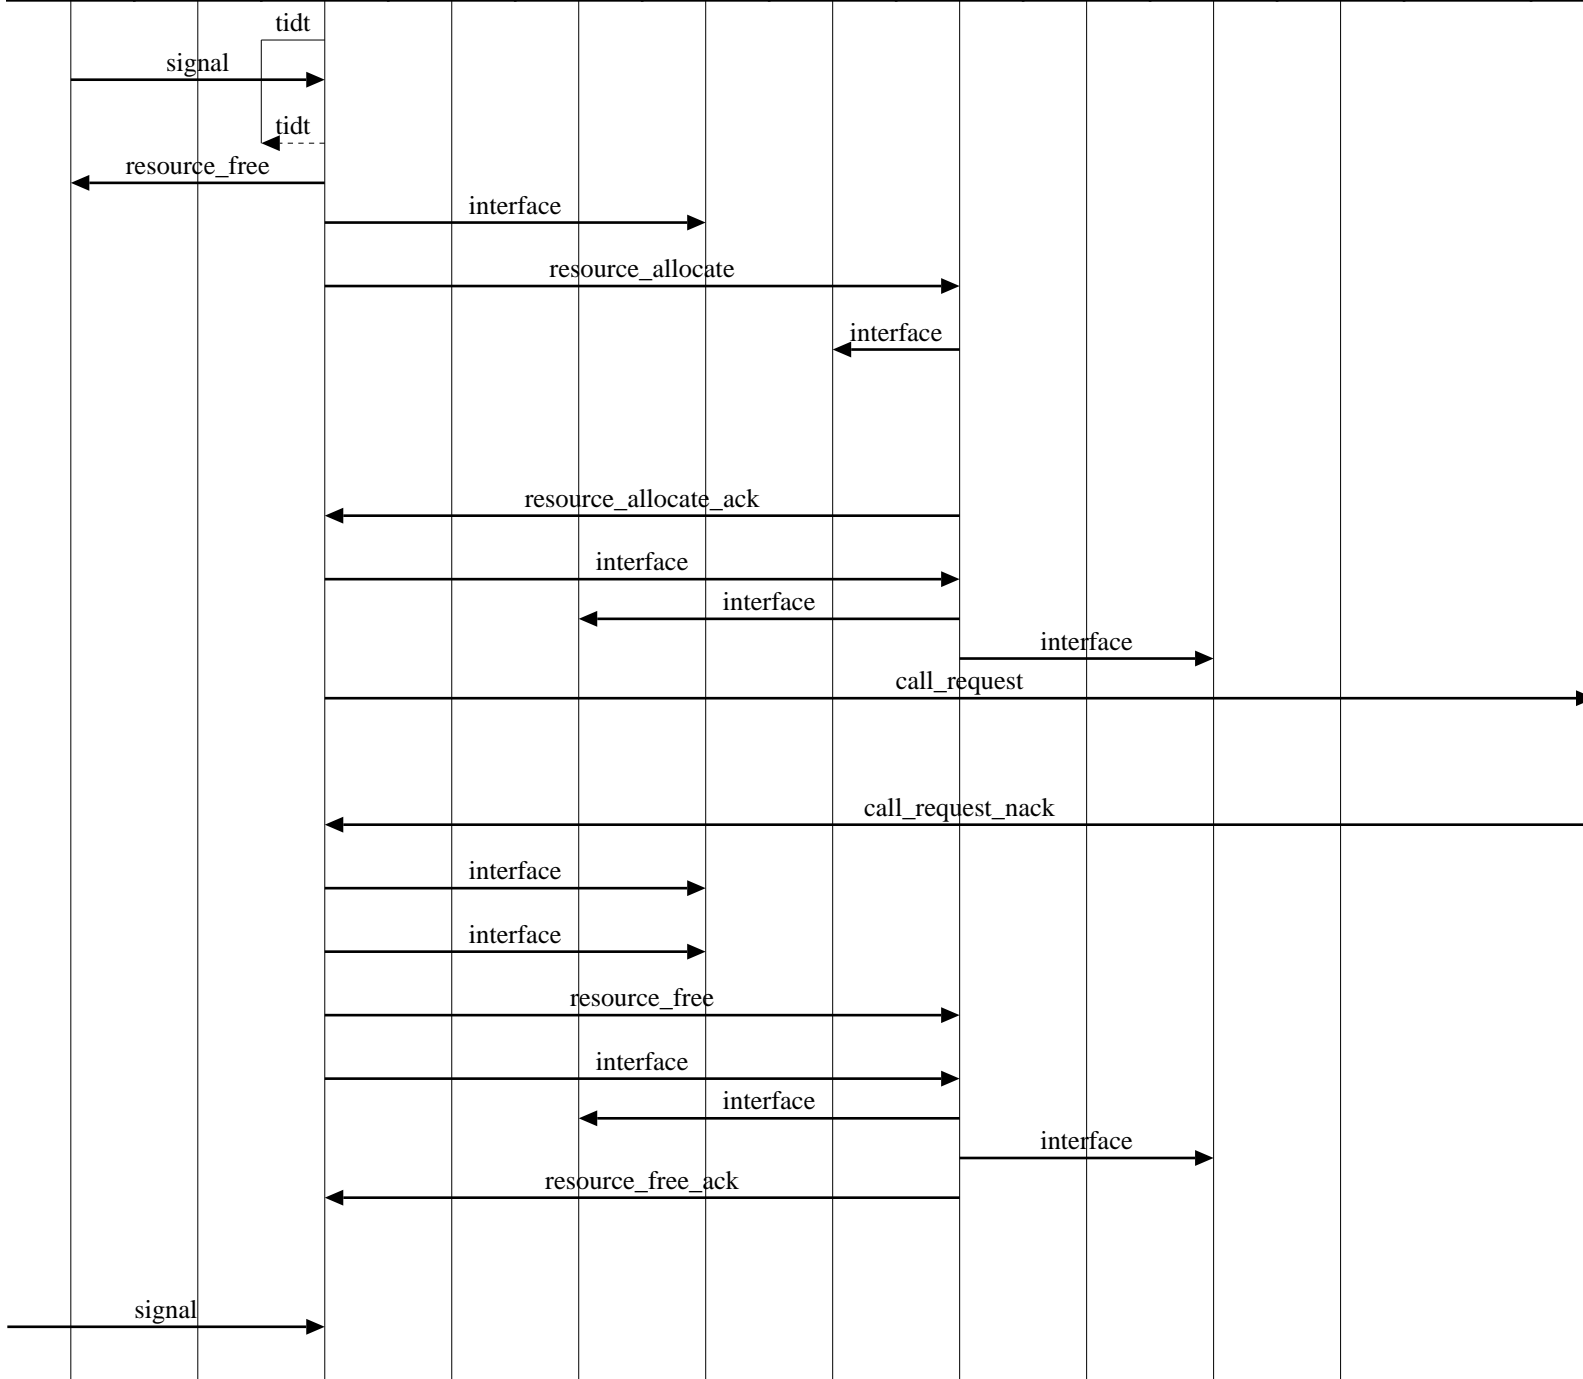 tidt
signal
tidt
resource_free
interface
resource_allocate
interface
resource_allocate_ack
interface
interface
interface
call_request
call_request_nack
interface
interface
resource_free
interface
interface
interface
resource_free_ack
signal